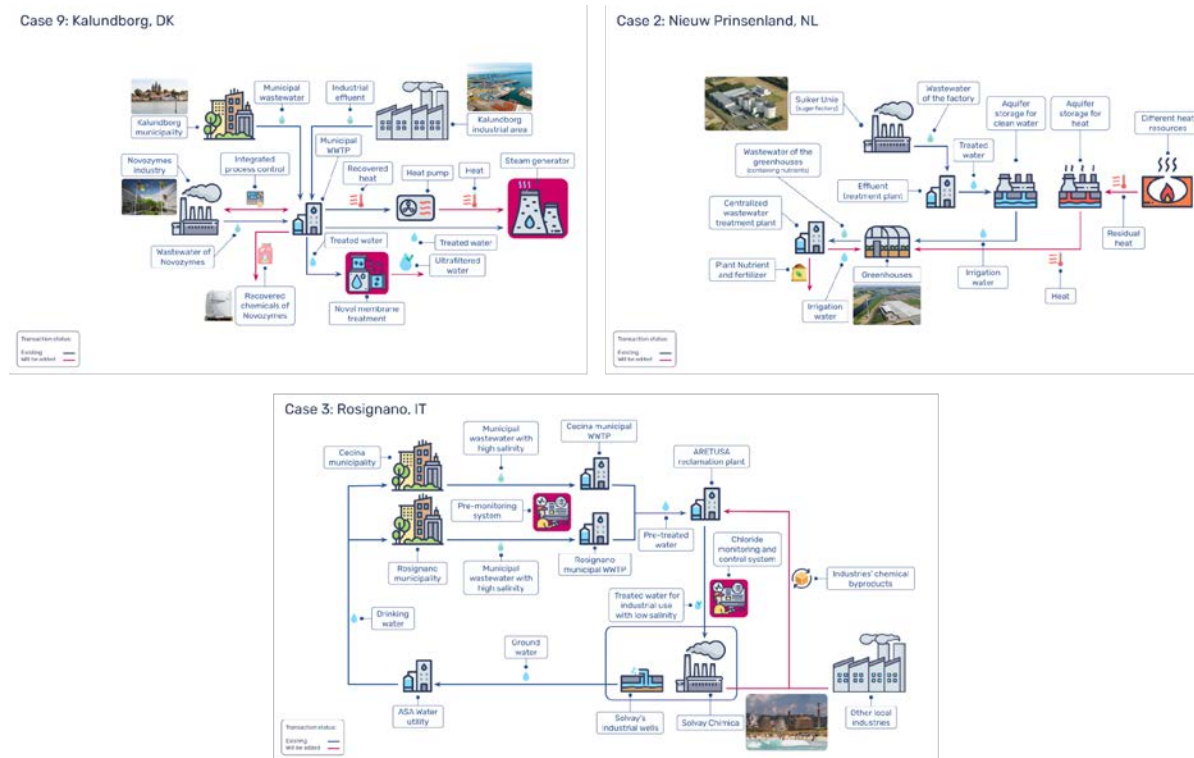 Case 9: Kalundborg, DK
Municipal
wastewater
Industrial
effluent
Kalundborg
municipality
Kalundborg
industrial area
Municipal
WWTP
Novozymes
industry
Integrated
process control
Recovered
heat
Heat pump
Heat
Steam generator
Wastewater of
Novozymes
Treated water
Treated water
Ultrafiltered
water
Recovered
chemicals of
Novozymes
Novel membrane
treatment
Transaction status:
Existing
Will be added
Case 2: Nieuw Prinsenland, NL
Suiker Unie
(sugar factory)
Wastewater
of the factory
Aquifer
storage for
clean water
Aquifer
storage for
heat
Different heat
resources
Wastewater of the
greenhouses
(containing nutrients)
Treated
water
Effluent
treatment plant
Centralized
wastewater
treatment plant
Residual
heat
Plant Nutrient
and fertilizer
Greenhouses
Irrigation
water
Irrigation
water
Heat
Transaction status:
Existing
Will be added
Case 3: Rosignano, IT
Cecina
municipality
Municipal
wastewater with
high salinity
Cecina municipal
WWTP
ARETUSA
reclamation plant
Pre-monitoring
system
Pre-treated
water
Chloride
monitoring and
control system
Rosignano
municipality
Municipal
wastewater with
high salinity
Rosignano
municipal WWTP
Industries' chemical
byproducts
Treated water for
industrial use
with low salinity
Drinking
water
Ground
water
ASA Water
utility
Solvay's
industrial wells
Solvay Chimica
Other local
industries
Transaction status:
Existing
Will be added